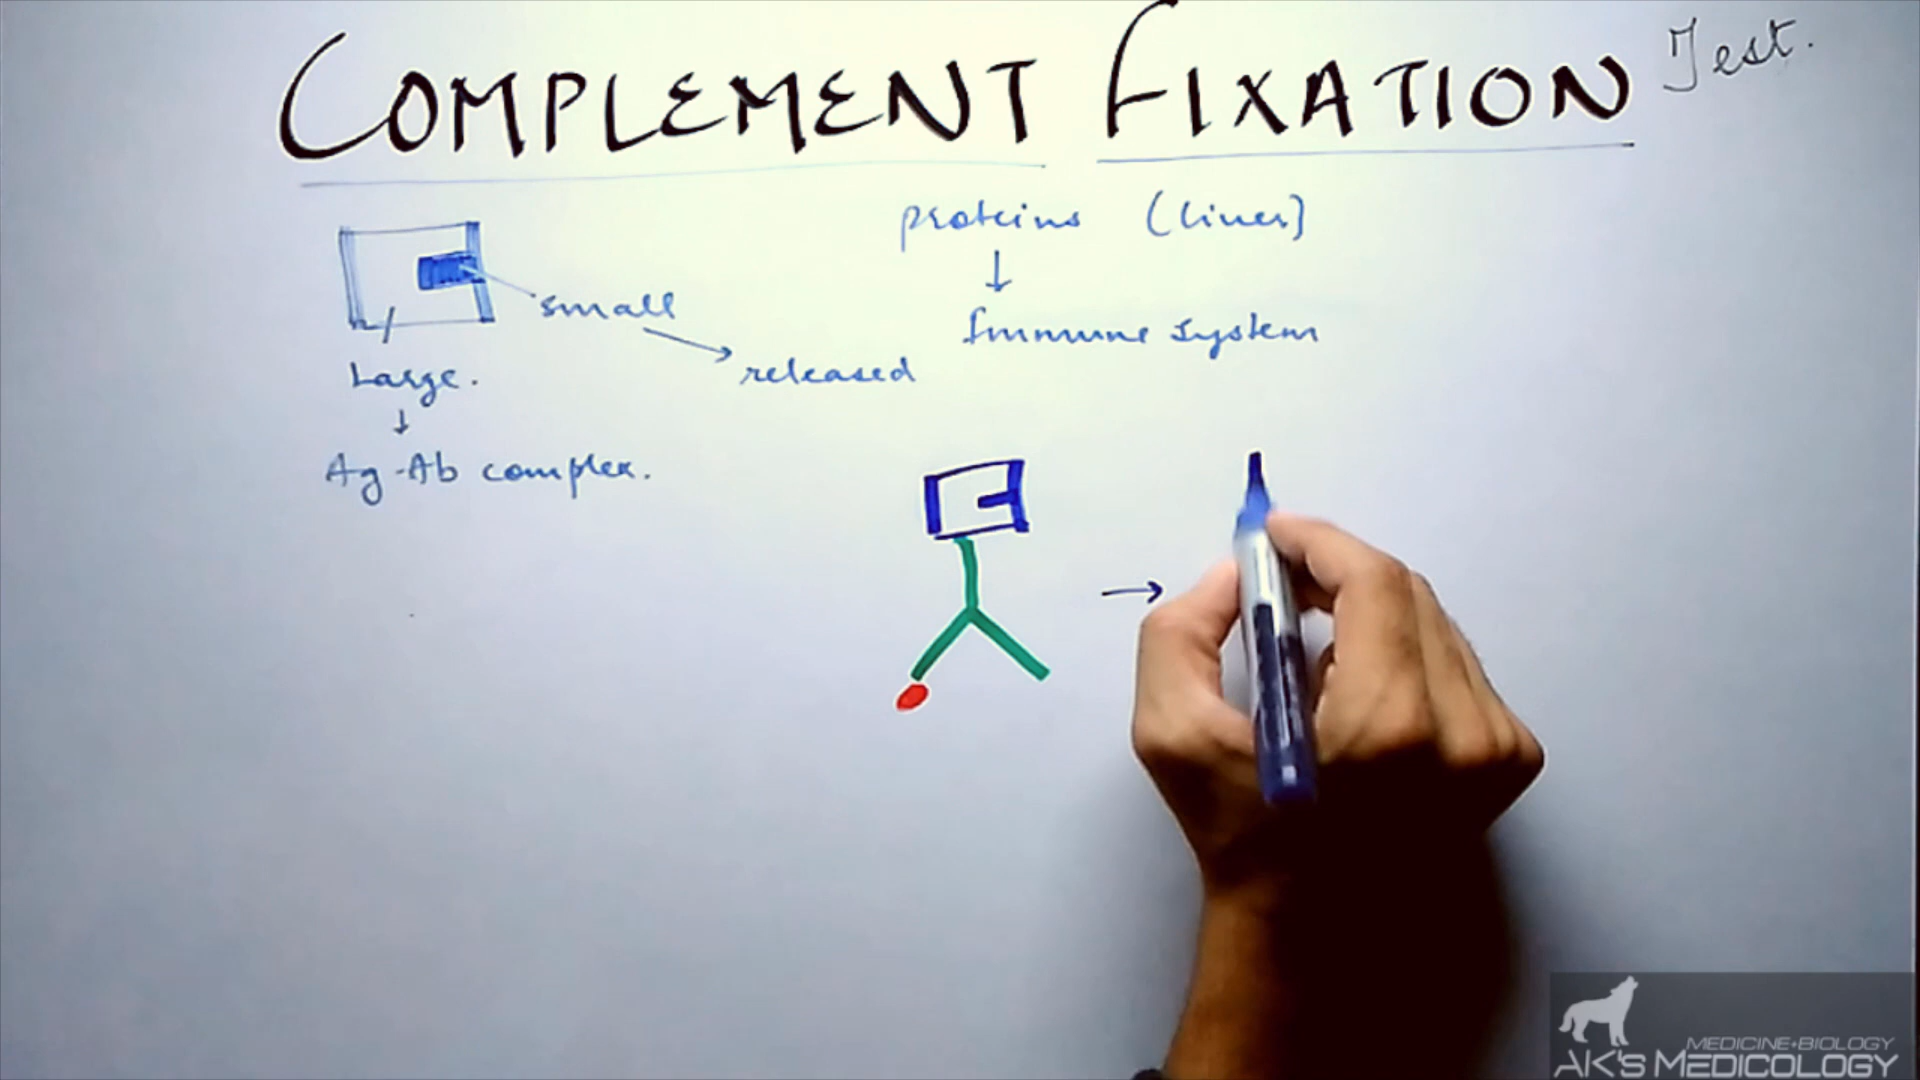 COMPLEMENT FIXATION Test.
proteins (liver)
Immune system
small
released
Large.
Ag-Ab complex.
MEDICINE+BIOLOGY
AK'S MEDICOLOGY